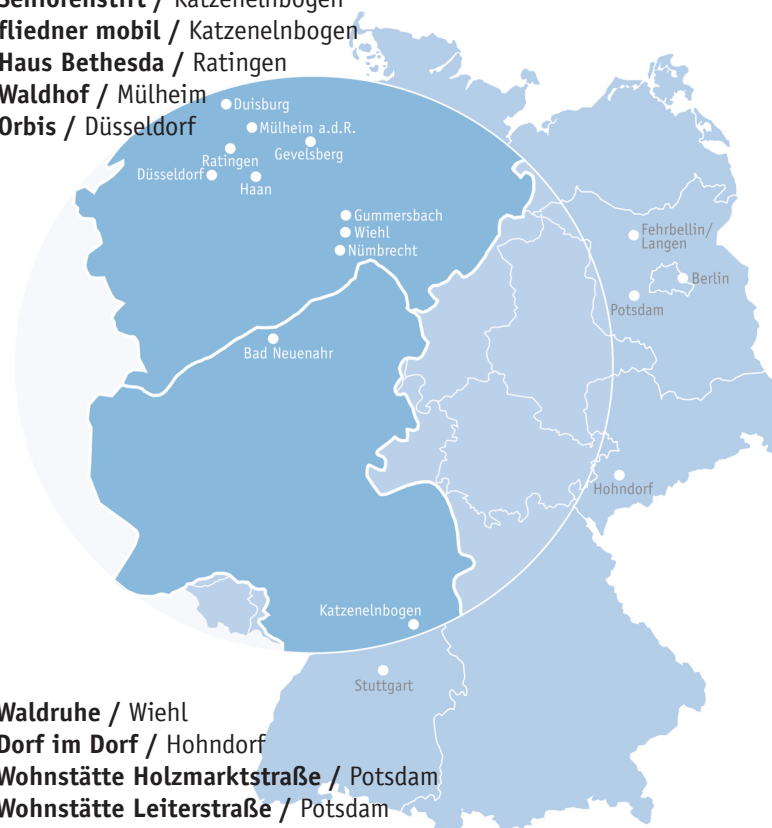 Seniorenstift / Katzenelnbogen
fliedner mobil / Katzenelnbogen
Haus Bethesda / Ratingen
Waldhof / Mülheim
Orbis / Düsseldorf
Duisburg
Mülheim a.d.R.
Gevelsberg
Ratingen
Düsseldorf
Haan
Gummersbach
Wiehl
Nümbrecht
Fehrbellin/
Langen
Berlin
Potsdam
Bad Neuenahr
Hohndorf
Katzenelnbogen
Stuttgart
Waldruhe / Wiehl
Dorf im Dorf / Hohndorf
Wohnstätte Holzmarktstraße / Potsdam
Wohnstätte Leiterstraße / Potsdam